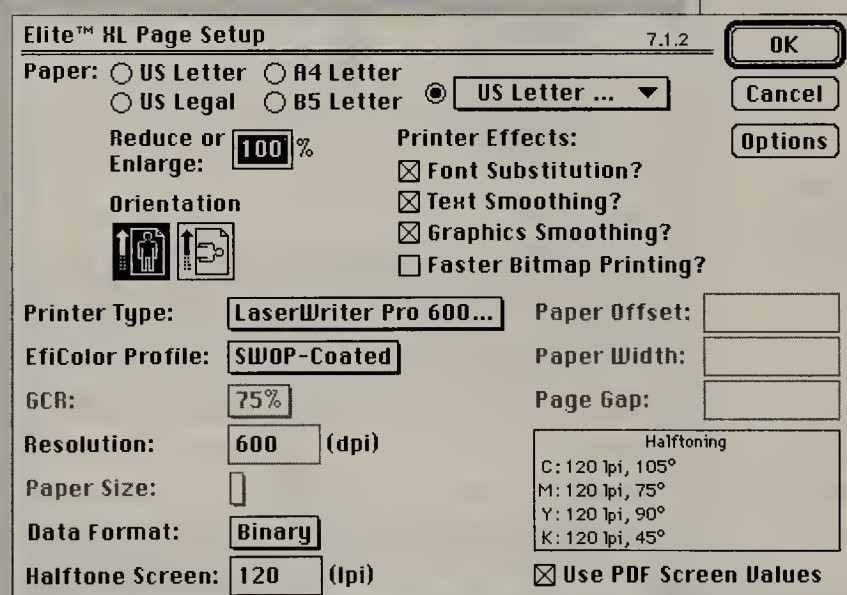 Elite™ XL Page Setup 7.1.2 OK
Paper: US Letter A4 Letter
US Legal B5 Letter US Letter ... Cancel
Reduce or Enlarge: 100 % Printer Effects: Options
Font Substitution?
Orientation Text Smoothing?
Graphics Smoothing?
Faster Bitmap Printing?
Printer Type: LaserWriter Pro 600... Paper Offset:
EfiColor Profile: SWOP-Coated Paper Width:
GCR: 75% Page Gap:
Resolution: 600 (dpi) Halftoning
C: 120 lpi, 105°
Paper Size: M: 120 lpi, 75°
Y: 120 lpi, 90°
Data Format: Binary K: 120 lpi, 45°
Halftone Screen: 120 (lpi) Use PDF Screen Values